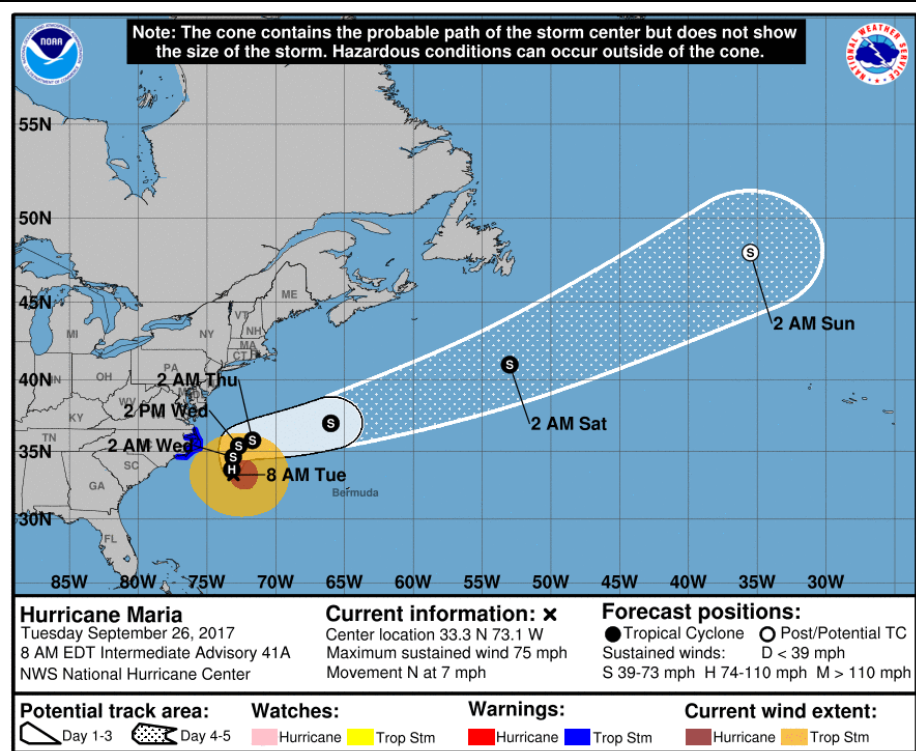 Note: The cone contains the probable path of the storm center but does not show
the size of the storm. Hazardous conditions can occur outside of the cone.
NOAA
NATIONAL WEATHER SERVICE
55N
50N
45N
40N
35N
30N
ME
VT
NH
MA
CT
NY
MI
PA
OH
WV
KY
TN
SC
GA
FL
2 AM Thu
2 PM Wed
2 AM Wed
8 AM Tue
2 AM Sat
2 AM Sun
S
S
S
S
S
S
H
Bermuda
85W 80W 75W 70W 65W 60W 55W 50W 45W 40W 35W 30W
Hurricane Maria
Tuesday September 26, 2017
8 AM EDT Intermediate Advisory 41A
NWS National Hurricane Center
Current information: x
Center location 33.3 N 73.1 W
Maximum sustained wind 75 mph
Movement N at 7 mph
Forecast positions:
Tropical Cyclone Post/Potential TC
Sustained winds: D < 39 mph
S 39-73 mph H 74-110 mph M > 110 mph
Potential track area:
Day 1-3 Day 4-5
Watches:
Hurricane Trop Stm
Warnings:
Hurricane Trop Stm
Current wind extent:
Hurricane Trop Stm